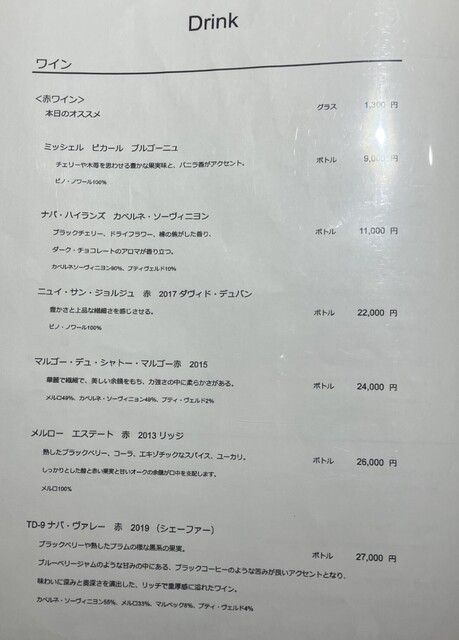 Drink
ワイン
<赤ワイン> グラス 1,300 円
本日のオススメ
ミッシェル ピカール ブルゴーニュ ボトル 9,000 円
チェリーや木苺を思わせる豊かな果実味と、バニラ香がアクセント。
ピノ・ノワール100%
ナパ・ハイランズ カベルネ・ソーヴィニヨン ボトル 11,000 円
ブラックチェリー、ドライフラワー、樽の焦がした香り、
ダーク・チョコレートのアロマが香り立つ。
カベルネソーヴィニヨン90%、プティヴェルド10%
ニュイ・サン・ジョルジュ 赤 2017 ダヴィド・デュバン ボトル 22,000 円
豊かさと上品な繊細さを感じさせる。
ピノ・ノワール100%
マルゴー・デュ・シャトー・マルゴー赤 2015 ボトル 24,000 円
華麗で繊細で、美しい余韻をもち、力強さの中に柔らかさがある。
メルロ49%、カベルネ・ソーヴィニョン49%、プティ・ヴェルド2%
メルロー エステート 赤 2013 リッジ ボトル 26,000 円
熟したブラックベリー、コーラ、エキゾチックなスパイス、ユーカリ。
しっかりとした酸と赤い果実と甘いオークの余韻が口中を支配します。
メルロ100%
TD-9 ナパ・ヴァレー 赤 2019 (シェーファー) ボトル 27,000 円
ブラックベリーや熟したプラムの様な黒系の果実。
ブルーベリージャムのような甘みの中にある、ブラックコーヒーのような苦みが良いアクセントとなり、
味わいに深みと奥深さを演出した、リッチで重厚感に溢れたワイン。
カベルネ・ソーヴィニヨン55%、メルロ33%、マルベック8%、プティ・ヴェルド4%